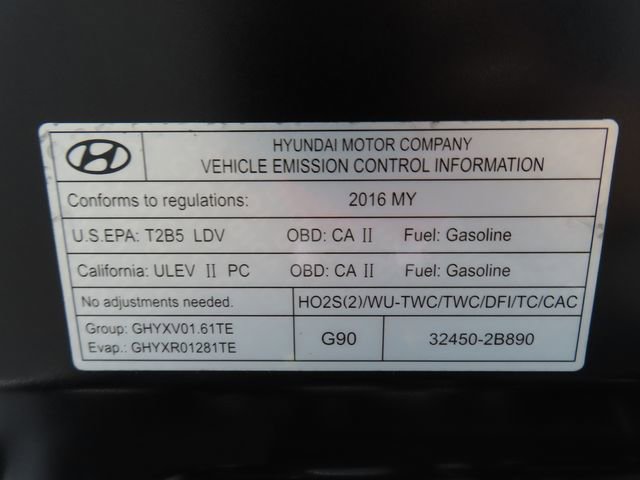 HYUNDAI MOTOR COMPANY
VEHICLE EMISSION CONTROL INFORMATION
Conforms to regulations: 2016 MY
U.S.EPA: T2B5 LDV OBD: CA II Fuel: Gasoline
California: ULEV II PC OBD: CA II Fuel: Gasoline
No adjustments needed. HO2S(2)/WU-TWC/TWC/DFI/TC/CAC
Group: GHYXV01.61TE
Evap.: GHYXR01281TE
G90 32450-2B890